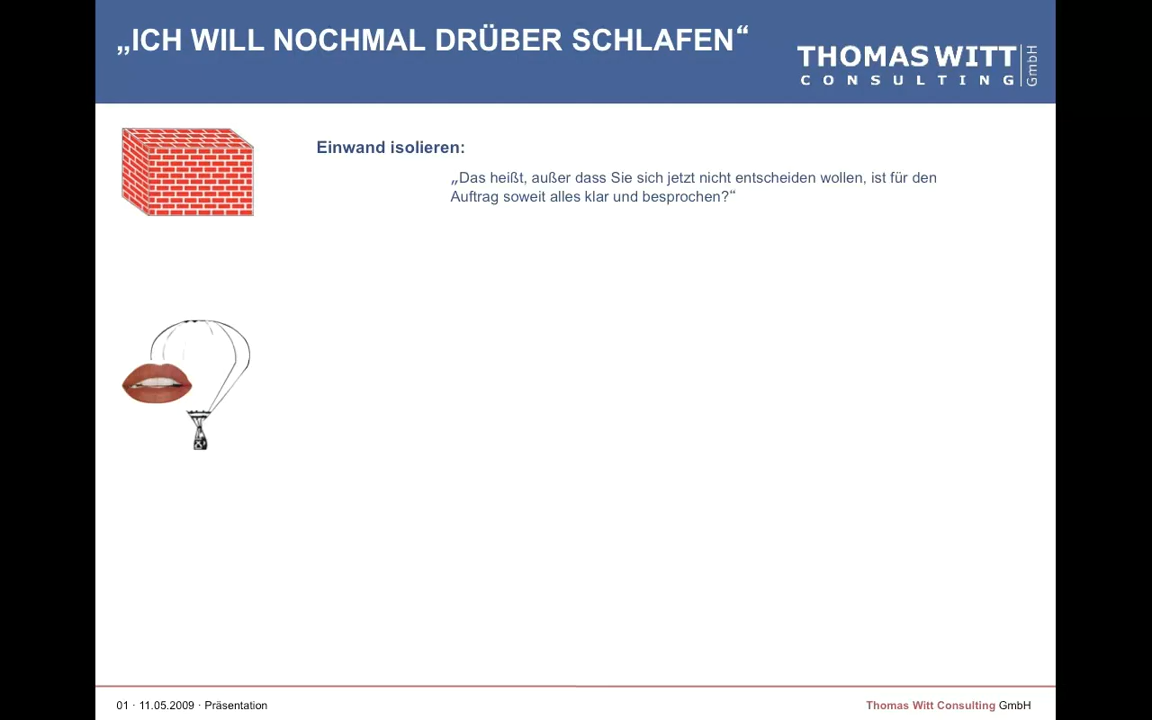 „ICH WILL NOCHMAL DRÜBER SCHLAFEN“
THOMAS WITT
CONSULTING
GmbH
Einwand isolieren:
„Das heißt, außer dass Sie sich jetzt nicht entscheiden wollen, ist für den
Auftrag soweit alles klar und besprochen?“
01 · 11.05.2009 · Präsentation
Thomas Witt Consulting GmbH